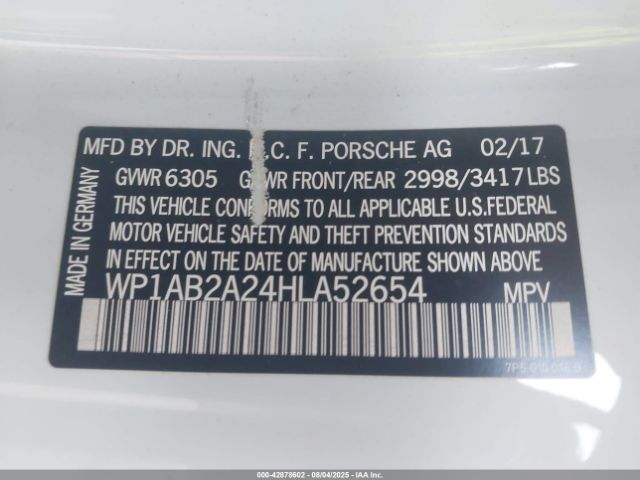 MFD BY DR. ING. H.C. F. PORSCHE AG 02/17
GVWR 6305 GAWR FRONT/REAR 2998/3417 LBS
THIS VEHICLE CONFORMS TO ALL APPLICABLE U.S.FEDERAL
MOTOR VEHICLE SAFETY AND THEFT PREVENTION STANDARDS
IN EFFECT ON THE DATE OF MANUFACTURE SHOWN ABOVE
WP1AB2A24HLA52654 MPV
MADE IN GERMANY
000-42878602 - 08/04/2025 - IAA